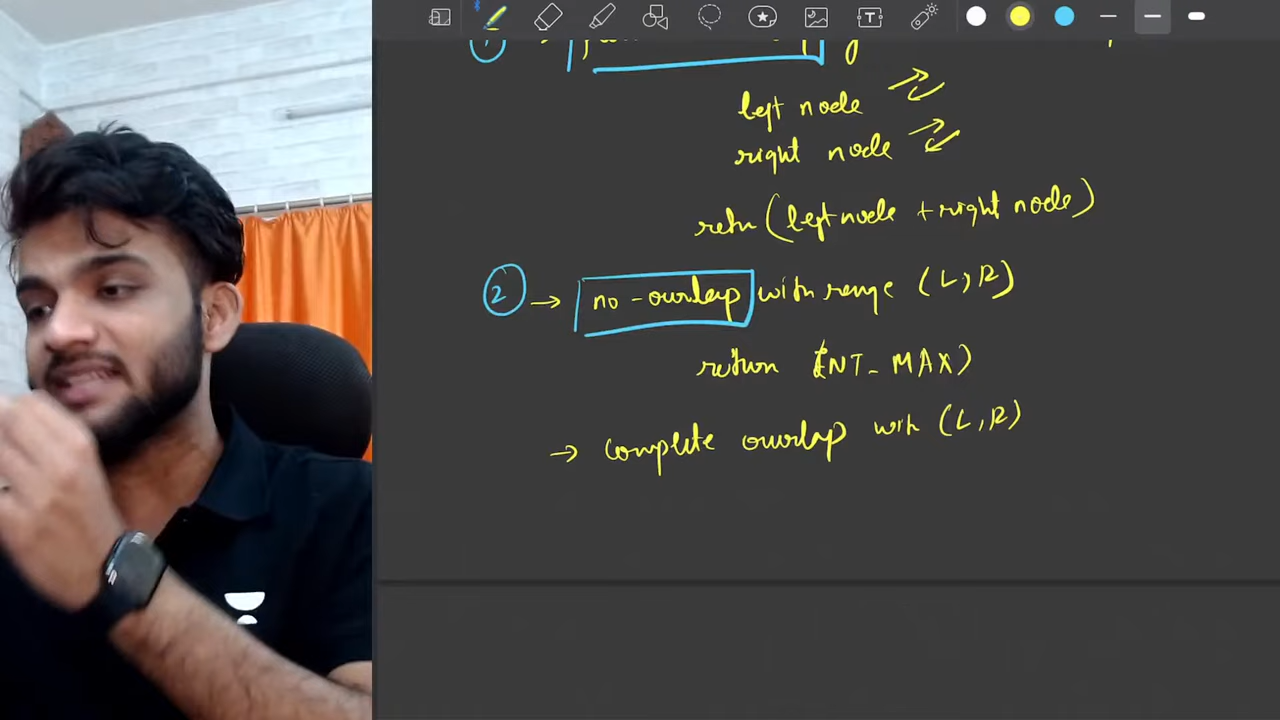 left node
right node
retn (left node + right node)
② → no-overlap with range (L,R)
return INT_MAX)
→ complete overlap with (L,R)